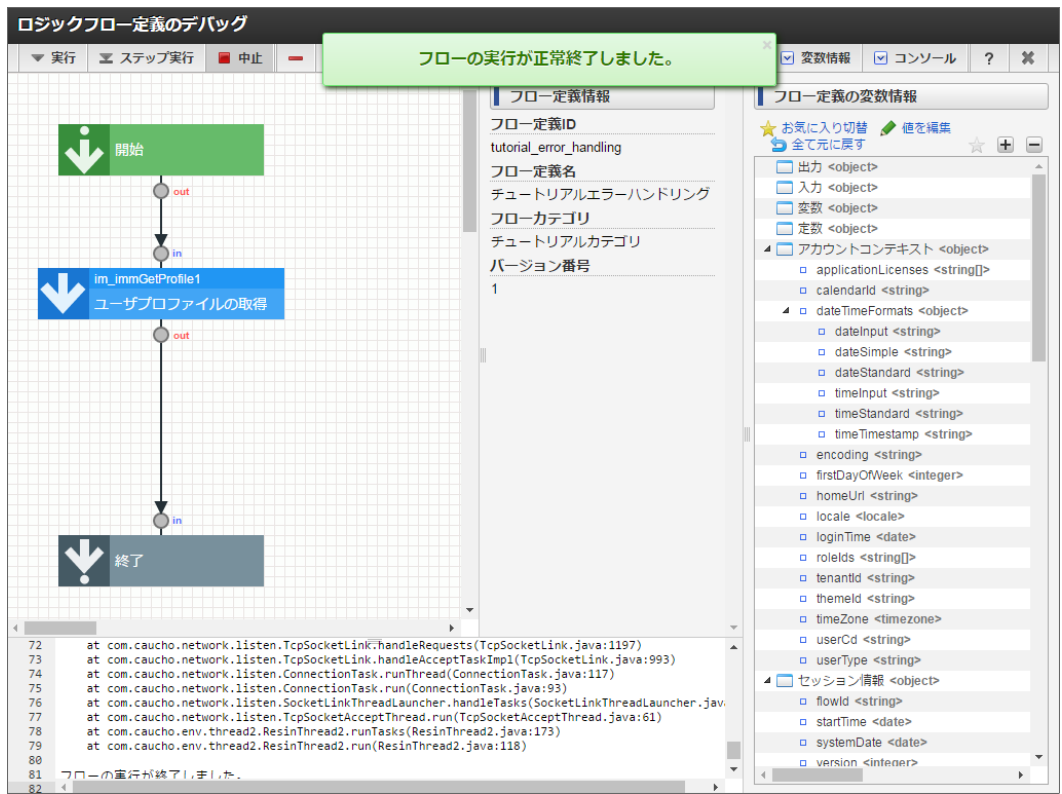 ロジックフロー定義のデバッグ
実行 ステップ実行 中止 変数情報 コンソール ?
フローの実行が正常終了しました。
開始
out
in
im_immGetProfile1
ユーザプロファイルの取得
out
in
終了
フロー定義情報
フロー定義ID
tutorial_error_handling
フロー定義名
チュートリアルエラーハンドリング
フローカテゴリ
チュートリアルカテゴリ
バージョン番号
1
フロー定義の変数情報
お気に入り切替 値を編集
全て元に戻す
出力 <object>
入力 <object>
変数 <object>
定数 <object>
アカウントコンテキスト <object>
applicationLicenses <string[]>
calendarId <string>
dateTimeFormats <object>
dateInput <string>
dateSimple <string>
dateStandard <string>
timeInput <string>
timeStandard <string>
timeTimestamp <string>
encoding <string>
firstDayOfWeek <integer>
homeUrl <string>
locale <locale>
loginTime <date>
roleIds <string[]>
tenantId <string>
themeId <string>
timeZone <timezone>
userCd <string>
userType <string>
セッション情報 <object>
flowId <string>
startTime <date>
systemDate <date>
version <integer>
72 at com.caucho.network.listen.TcpSocketLink.handleRequests(TcpSocketLink.java:1197)
73 at com.caucho.network.listen.TcpSocketLink.handleAcceptTaskImpl(TcpSocketLink.java:993)
74 at com.caucho.network.listen.ConnectionTask.runThread(ConnectionTask.java:117)
75 at com.caucho.network.listen.ConnectionTask.run(ConnectionTask.java:93)
76 at com.caucho.network.listen.SocketLinkThreadLauncher.handleTasks(SocketLinkThreadLauncher.jav
77 at com.caucho.network.listen.TcpSocketAcceptThread.run(TcpSocketAcceptThread.java:61)
78 at com.caucho.env.thread2.ResinThread2.runTasks(ResinThread2.java:173)
79 at com.caucho.env.thread2.ResinThread2.run(ResinThread2.java:118)
80
81 フローの実行が終了しました。
82